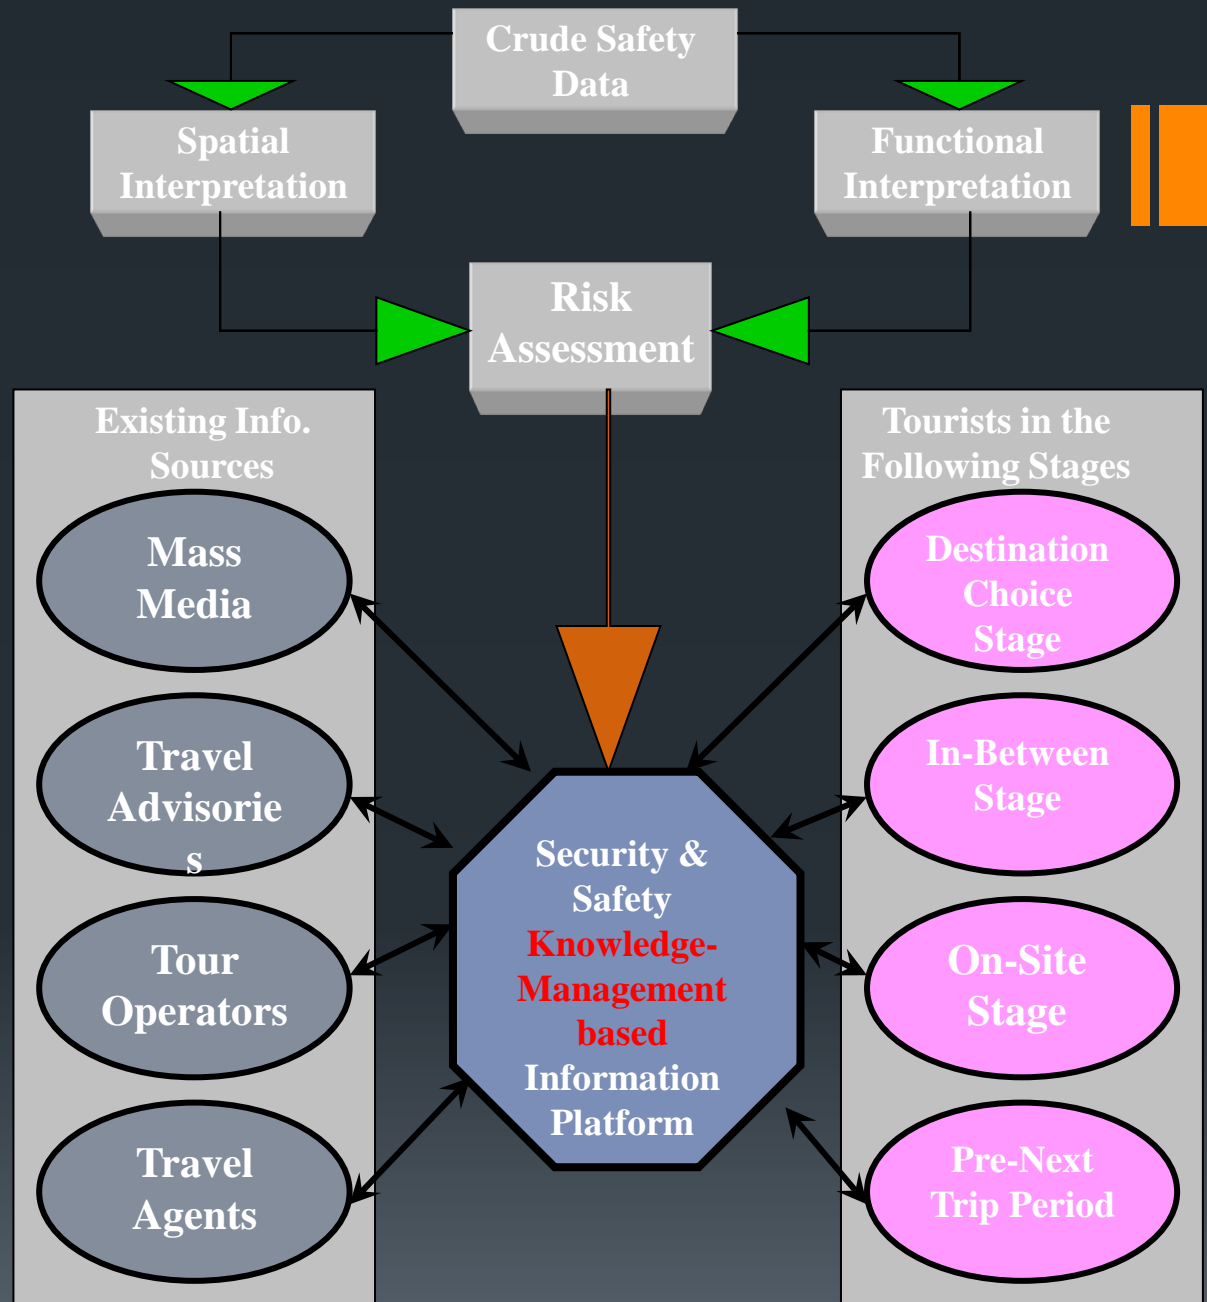 Crude Safety
Data
Spatial
Interpretation
Functional
Interpretation
Risk
Assessment
Existing Info.
Sources
Mass
Media
Travel
Advisorie
s
Tour
Operators
Travel
Agents
Security &
Safety
Knowledge-
Management
based
Information
Platform
Tourists in the
Following Stages
Destination
Choice
Stage
In-Between
Stage
On-Site
Stage
Pre-Next
Trip Period